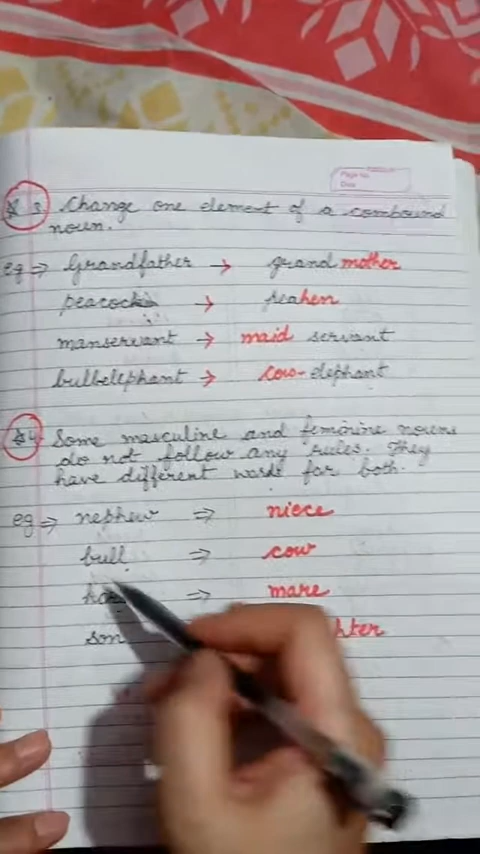 Page No.
Date
* 3 Change one element of a compound
noun.
eg ⇒ Grandfather → grandmother
peacock → peahen
manservant → maid servant
bullelephant → cow-elephant
* 4 Some masculine and feminine nouns
do not follow any rules. They
have different words for both.
eg ⇒ nephew ⇒ niece
bull ⇒ cow
⇒ mare
son